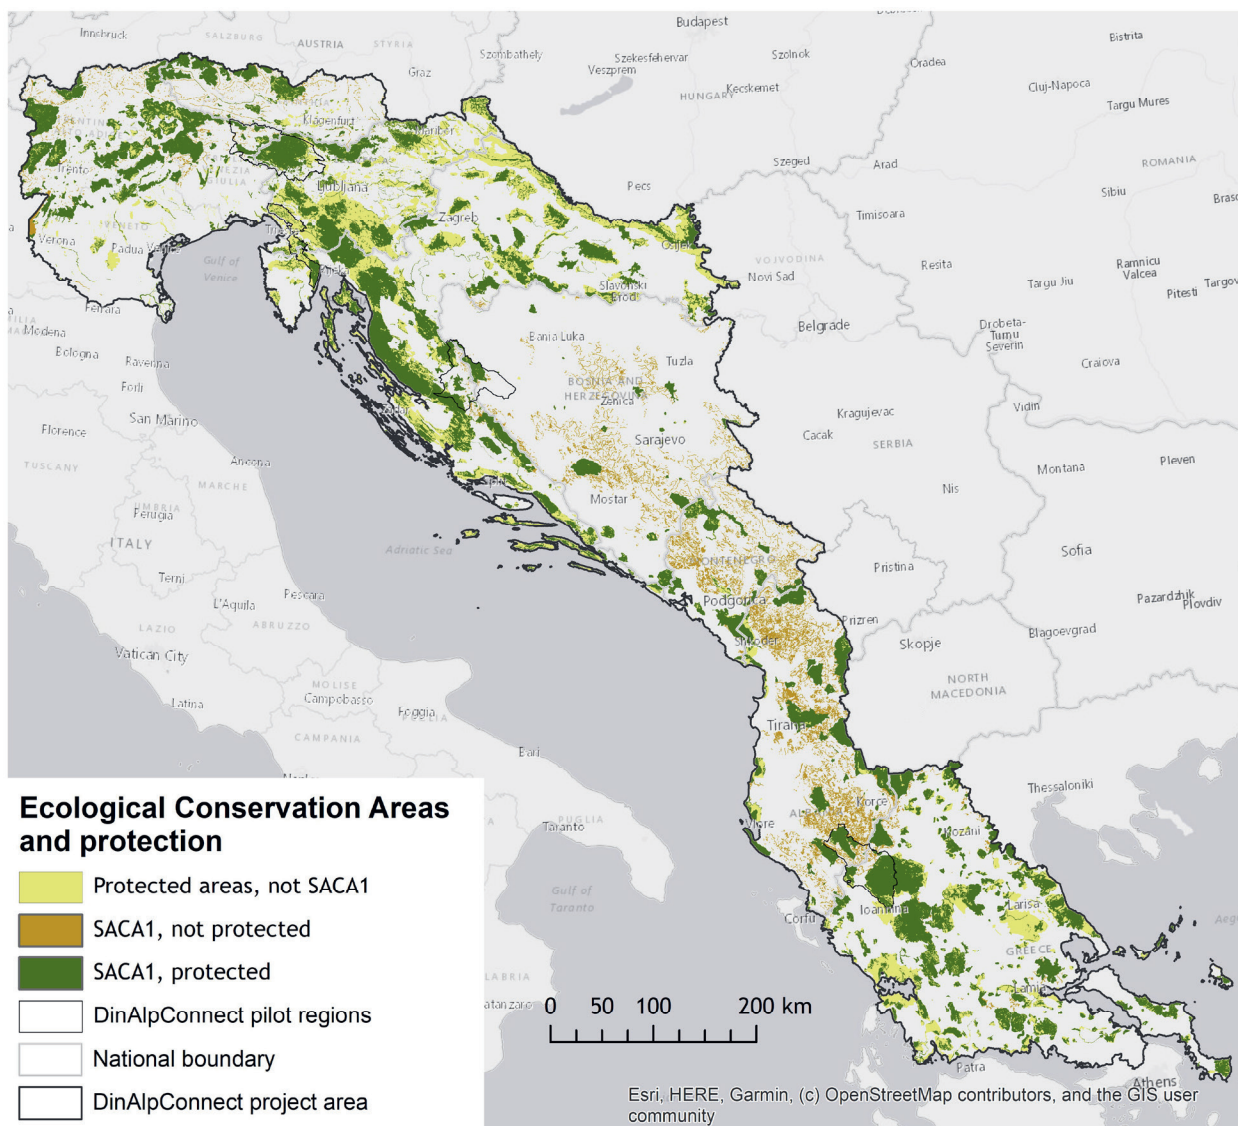 Budapest
Innsbruck
SALZBURG
AUSTRIA
STYRIA
Szombathely
Graz
Szekesfehervar
Veszprem
Szolnok
Oradea
Bistrita
HUNGARY
Kecskemet
Cluj-Napoca
Targu Mures
Klagenfurt
Maribor
Szeged
Arad
ROMANIA
Trento
Ljubljana
Pecs
Sibiu
Timisoara
Zagreb
VENETO
Verona
Padua
Venice
Trieste
Rijeka
Osijek
VOJVODINA
Gulf of
Venice
Novi Sad
Resita
Ramnicu
Valcea
Targu Jiu
Pitesti
Slavonski
Brod
Ferrara
Modena
Bologna
Ravenna
Forli
Belgrade
Drobeta-
Turnu
Severin
Craiova
Bania Luka
Tuzla
BOSNIA AND
HERZEGOVINA
Zenica
San Marino
Zadar
Kragujevac
Vidin
Florence
Sarajevo
Cacak
SERBIA
TUSCANY
Ancona
MARCHE
Montana
Pleven
Split
Mostar
Nis
UMBRIA
Perugia
ITALY
Adriatic Sea
MONTENEGRO
Pristina
Sofia
Terni
Pescara
L'Aquila
Podgorica
Pazardzhik
Plovdiv
LAZIO
ABRUZZO
Prizren
Blagoevgrad
Vatican City
Shkoder
Skopje
MOLISE
Campobasso
Latina
NORTH
MACEDONIA
Foggia
CAMPANIA
Tirana
Bari
Thessaloniki
PUGLIA
Taranto
Korce
Vlore
Kozani
Gulf of
Taranto
Corfu
Ioannina
Larisa
GREECE
Lamia
Patra
Athens
Ecological Conservation Areas
and protection
Protected areas, not SACA1
SACA1, not protected
SACA1, protected
DinAlpConnect pilot regions
National boundary
DinAlpConnect project area
0 50 100 200 km
Esri, HERE, Garmin, (c) OpenStreetMap contributors, and the GIS user
community